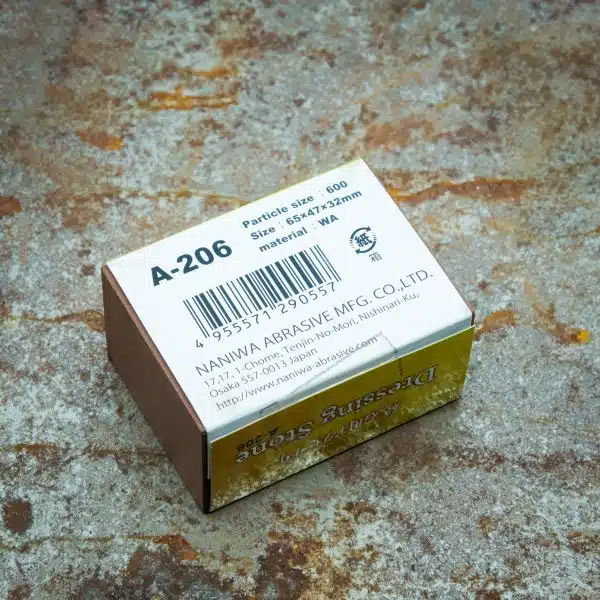 A-206
Particle size : 600
Size : 65×47×32mm
material : WA
紙
箱
4 955571 290557
NANIWA ABRASIVE MFG. CO.,LTD.
17,17,1-Chome, Tenjin-No-Mori, Nishinari-Ku,
Osaka 557-0013 Japan
http://www.naniwa-abrasive.com
Dressing Stone
A-206